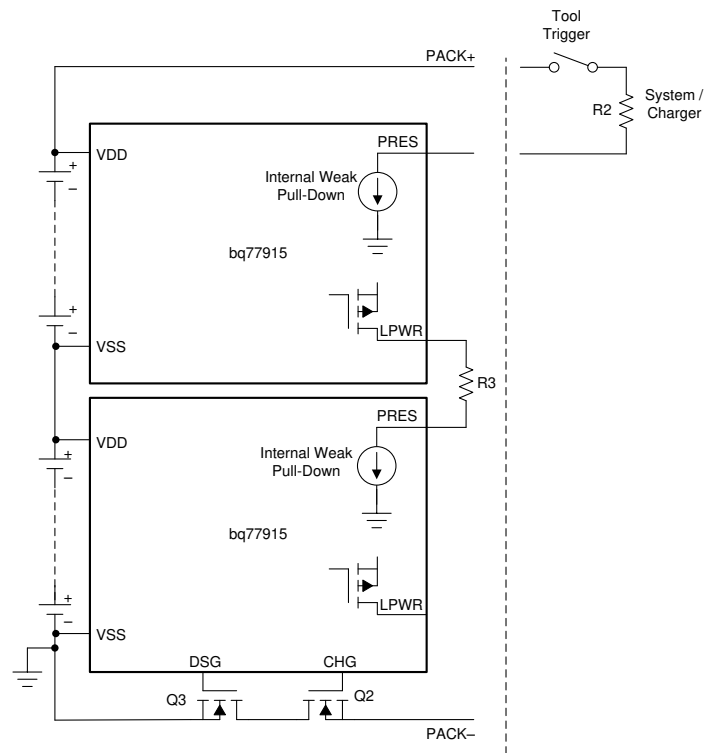 Tool
Trigger
PACK+
R2
System /
Charger
VDD
PRES
+
–
Internal Weak
Pull-Down
bq77915
+
–
LPWR
VSS
R3
PRES
VDD
+
–
Internal Weak
Pull-Down
bq77915
+
–
LPWR
VSS
DSG
CHG
Q3
Q2
PACK–